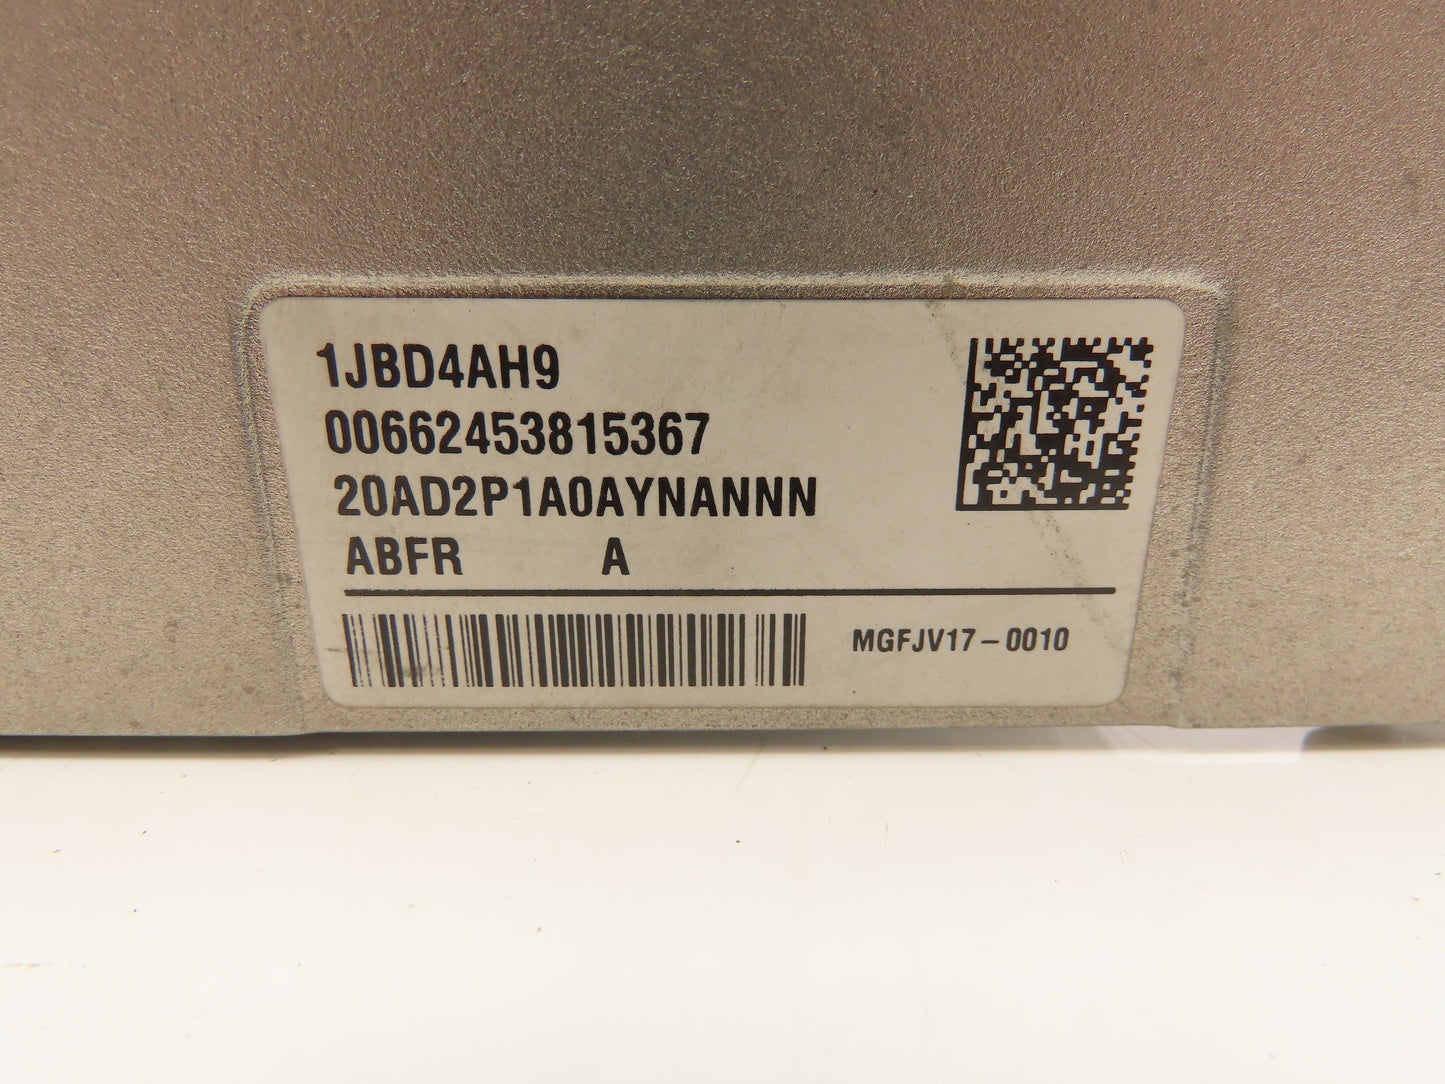 1JBD4AH9
00662453815367
20AD2P1A0AYNANNN
ABFR A
MGFJV17-0010